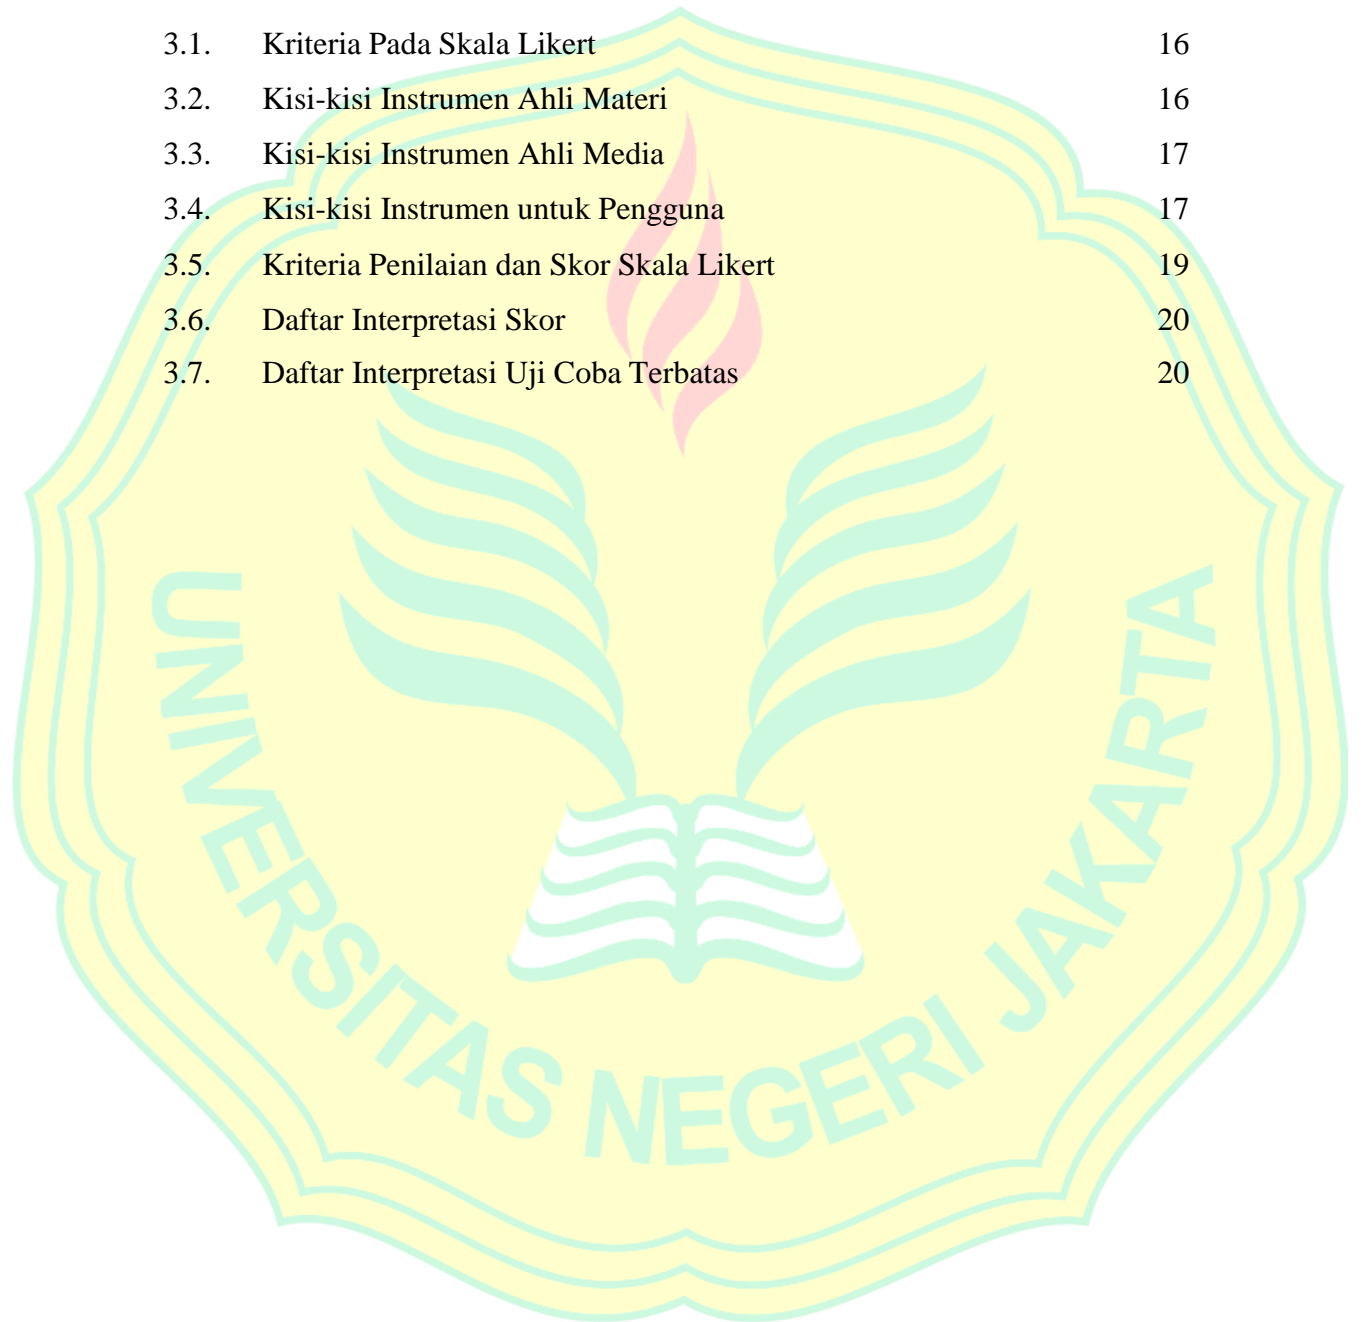 3.1. Kriteria Pada Skala Likert 16
3.2. Kisi-kisi Instrumen Ahli Materi 16
3.3. Kisi-kisi Instrumen Ahli Media 17
3.4. Kisi-kisi Instrumen untuk Pengguna 17
3.5. Kriteria Penilaian dan Skor Skala Likert 19
3.6. Daftar Interpretasi Skor 20
3.7. Daftar Interpretasi Uji Coba Terbatas 20
UNIVERSITAS NEGERI JAKARTA